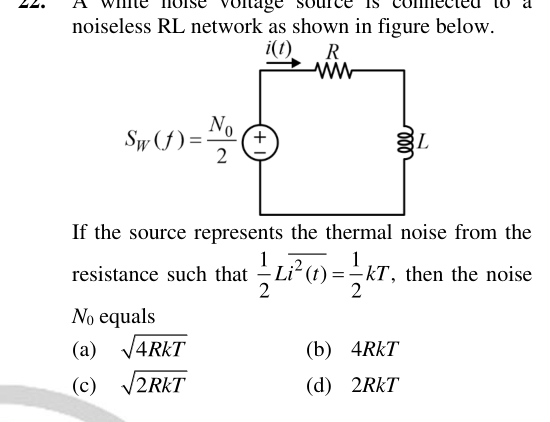 22. A white noise voltage source is connected to a
noiseless RL network as shown in figure below.
i(t) R
S_W(f) = N_0/2 + − L
If the source represents the thermal noise from the
resistance such that 1/2 L\overline{i²(t)} = 1/2 kT, then the noise
N_0 equals
(a) √(4RkT) (b) 4RkT
(c) √(2RkT) (d) 2RkT